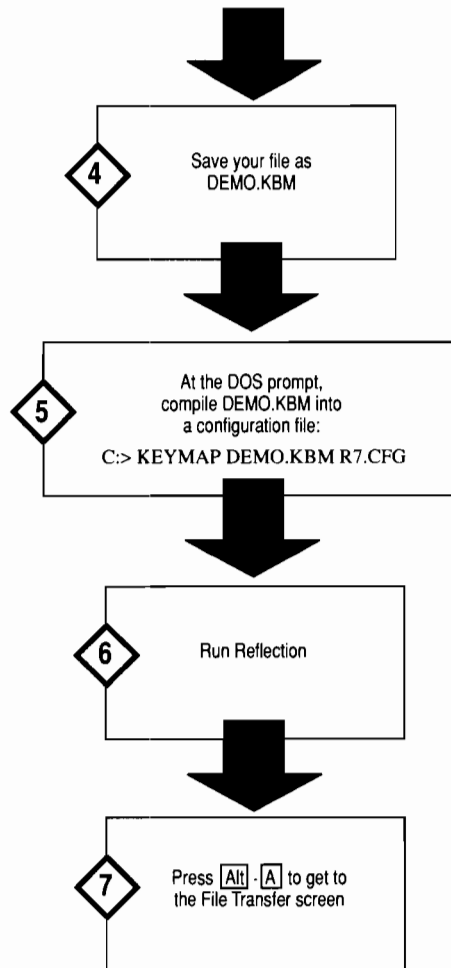 4
Save your file as
DEMO.KBM
5
At the DOS prompt,
compile DEMO.KBM into
a configuration file:
C:> KEYMAP DEMO.KBM R7.CFG
6
Run Reflection
7
Press Alt - A to get to
the File Transfer screen